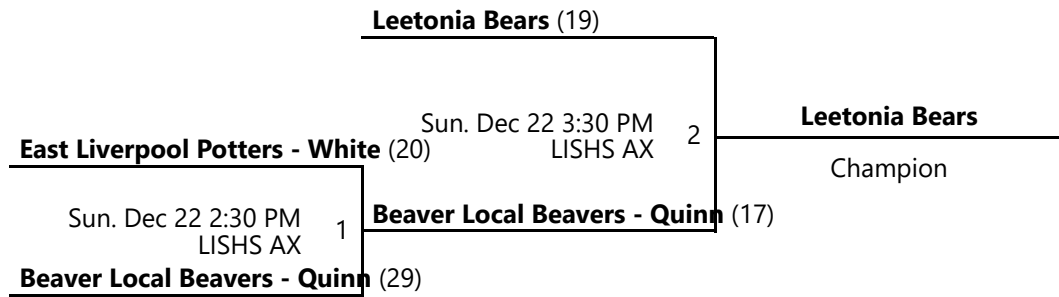 Leetonia Bears (19)
Sun. Dec 22 3:30 PM
LISHS AX
2
Leetonia Bears
Champion
East Liverpool Potters - White (20)
Sun. Dec 22 2:30 PM
LISHS AX
1
Beaver Local Beavers - Quinn (17)
Beaver Local Beavers - Quinn (29)